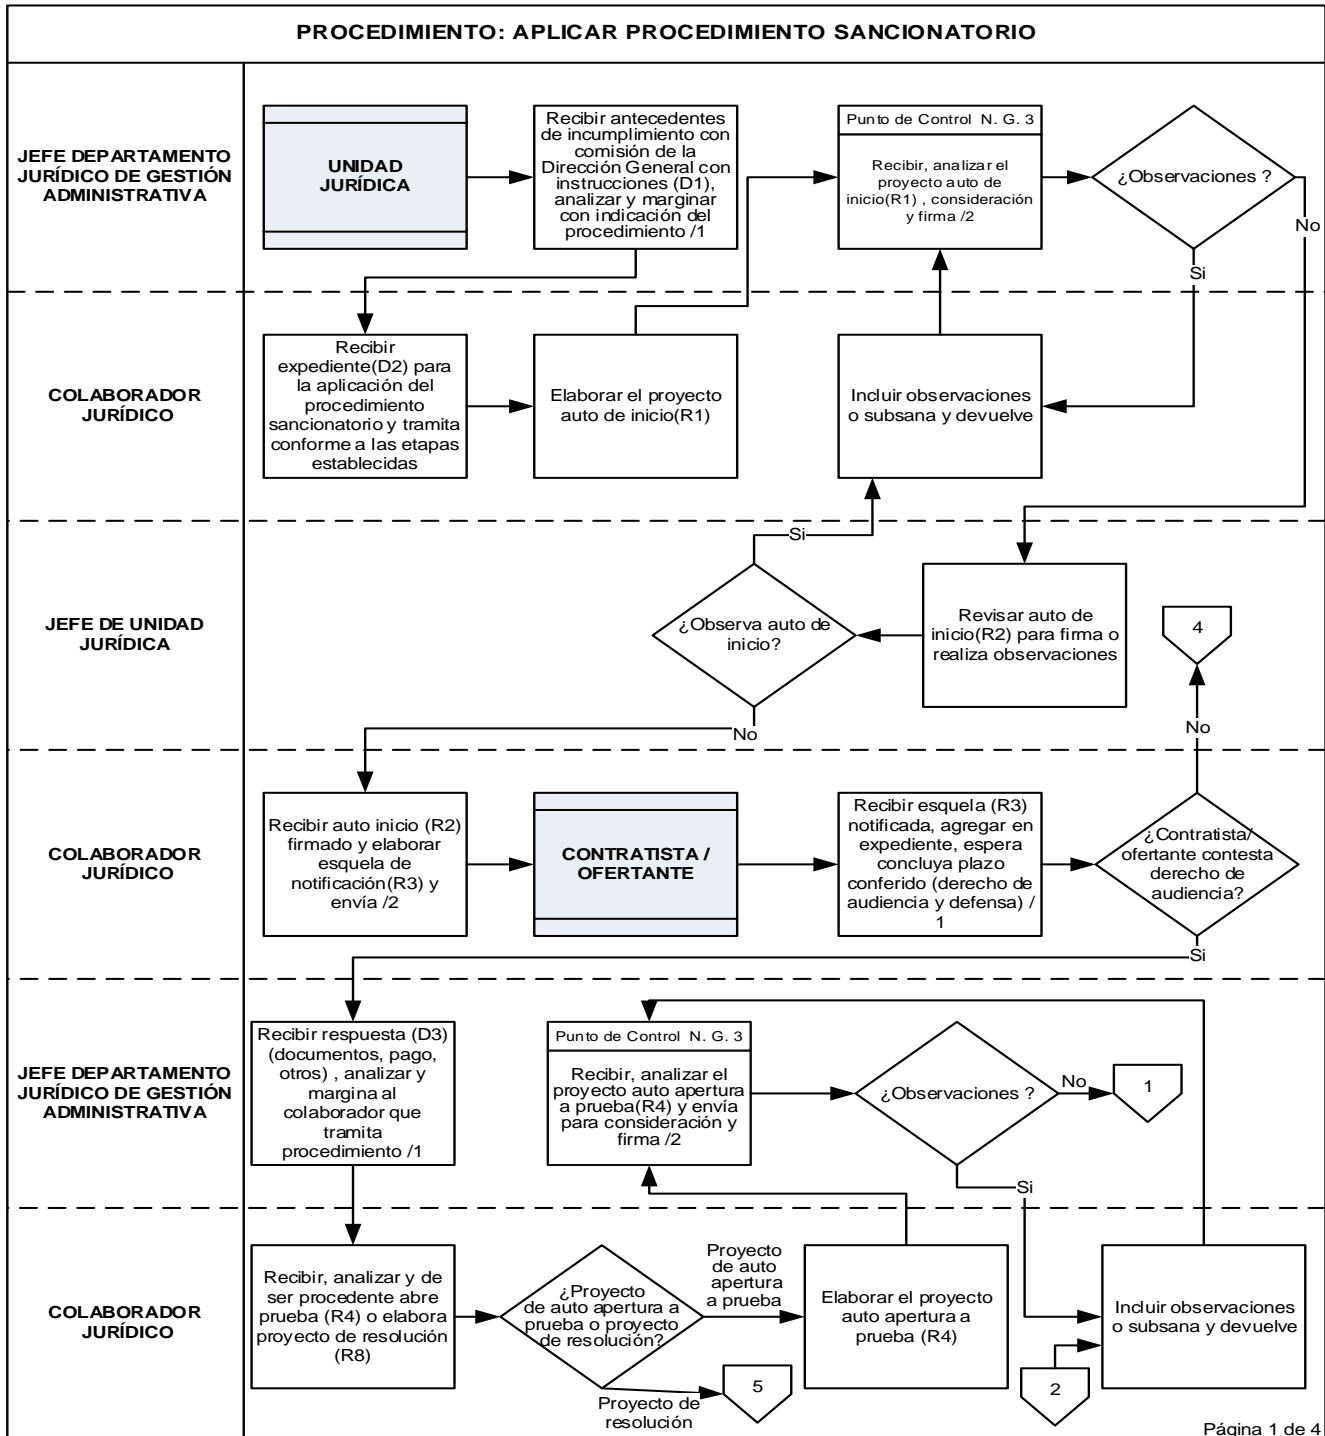 PROCEDIMIENTO: APLICAR PROCEDIMIENTO SANCIONATORIO
JEFE DEPARTAMENTO
JURÍDICO DE GESTIÓN
ADMINISTRATIVA
UNIDAD
JURÍDICA
Recibir antecedentes
de incumplimiento con
comisión de la
Dirección General con
instrucciones (D1),
analizar y marginar
con indicación del
procedimiento /1
Punto de Control N. G. 3
Recibir, analizar el
proyecto auto de
inicio(R1) , consideración
y firma /2
¿Observaciones ?
No
Si
COLABORADOR
JURÍDICO
Recibir
expediente(D2) para
la aplicación del
procedimiento
sancionatorio y tramita
conforme a las etapas
establecidas
Elaborar el proyecto
auto de inicio(R1)
Incluir observaciones
o subsana y devuelve
JEFE DE UNIDAD
JURÍDICA
Si
¿Observa auto de
inicio?
No
Revisar auto de
inicio(R2) para firma o
realiza observaciones
4
No
COLABORADOR
JURÍDICO
Recibir auto inicio (R2)
firmado y elaborar
esquela de
notificación(R3) y
envía /2
CONTRATISTA /
OFERTANTE
Recibir esquela (R3)
notificada, agregar en
expediente, espera
concluya plazo
conferido (derecho de
audiencia y defensa) /
1
¿Contratista/
ofertante contesta
derecho de
audiencia?
Si
JEFE DEPARTAMENTO
JURÍDICO DE GESTIÓN
ADMINISTRATIVA
Recibir respuesta (D3)
(documentos, pago,
otros) , analizar y
margina al
colaborador que
tramita
procedimiento /1
Punto de Control N. G. 3
Recibir, analizar el
proyecto auto apertura
a prueba(R4) y envía
para consideración y
firma /2
¿Observaciones ?
No
1
Si
COLABORADOR
JURÍDICO
Recibir, analizar y de
ser procedente abre
prueba (R4) o elabora
proyecto de resolución
(R8)
¿Proyecto
de auto apertura a
prueba o proyecto
de resolución?
Proyecto
de auto
apertura
a prueba
Proyecto de
resolución
5
Elaborar el proyecto
auto apertura a
prueba (R4)
2
Incluir observaciones
o subsana y devuelve
Página 1 de 4